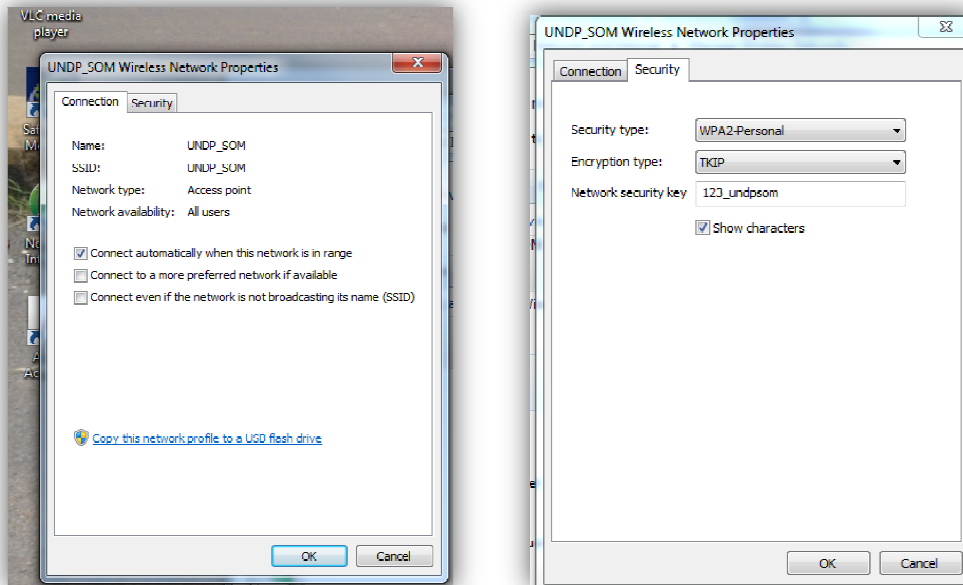 VLC media
player
UNDP_SOM Wireless Network Properties
Connection
Security
Name: UNDP_SOM
SSID: UNDP_SOM
Network type: Access point
Network availability: All users
Connect automatically when this network is in range
Connect to a more preferred network if available
Connect even if the network is not broadcasting its name (SSID)
Copy this network profile to a USB flash drive
OK
Cancel
UNDP_SOM Wireless Network Properties
Connection
Security
Security type: WPA2-Personal
Encryption type: TKIP
Network security key 123_undpsom
Show characters
OK
Cancel